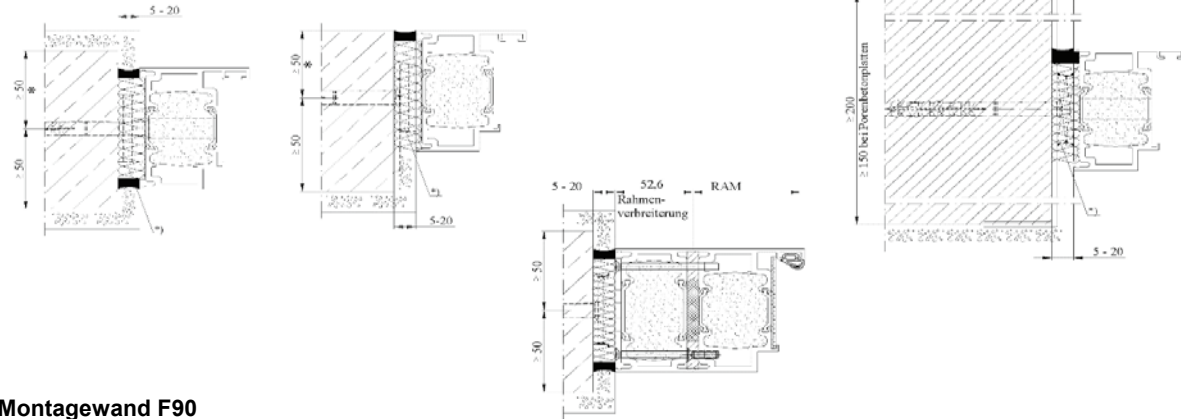 5 - 20
≥ 50
*
≥ 50
*)
≥ 50
*
≥ 50
*)
5-20
5 - 20
52,6
RAM
Rahmen-
verbreiterung
≥ 50
≥ 50
≥ 200
≥ 150 bei Porenbetonplatten
*)
5 - 20
Montagewand F90